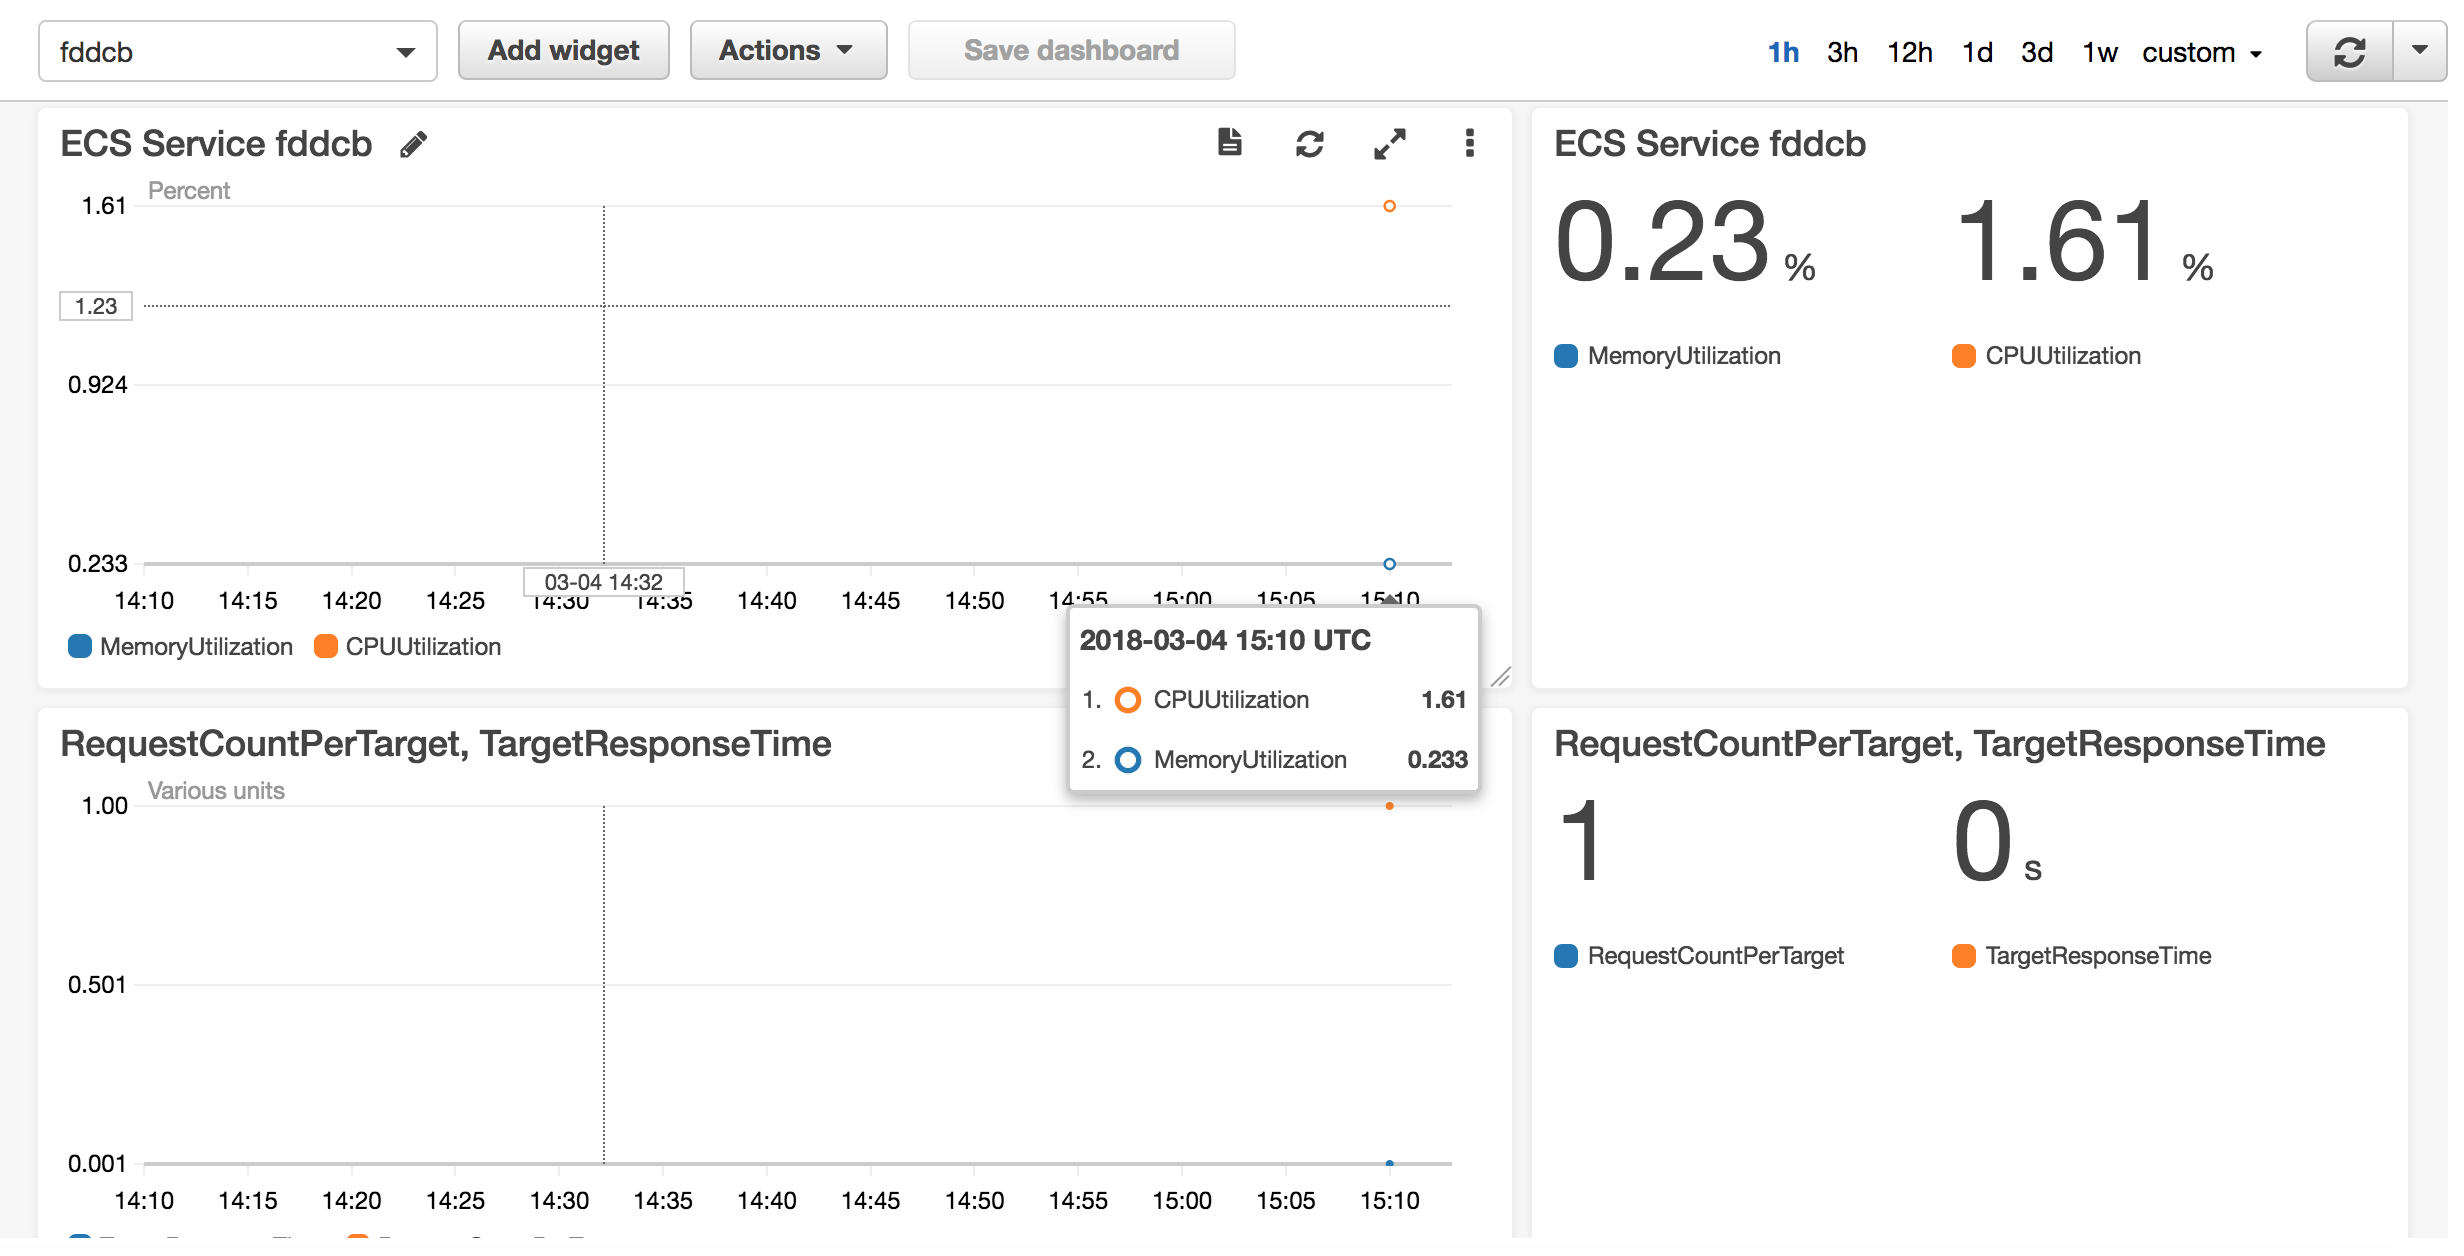 fddcb Add widget Actions Save dashboard 1h 3h 12h 1d 3d 1w custom
ECS Service fddcb
Percent
1.61
1.23
0.924
0.233
03-04 14:32
14:10 14:15 14:20 14:25 14:30 14:35 14:40 14:45 14:50 14:55 15:00 15:05 15:10
MemoryUtilization CPUUtilization
2018-03-04 15:10 UTC
1. CPUUtilization 1.61
2. MemoryUtilization 0.233
ECS Service fddcb
0.23 % 1.61 %
MemoryUtilization CPUUtilization
RequestCountPerTarget, TargetResponseTime
Various units
1.00
0.501
0.001
14:10 14:15 14:20 14:25 14:30 14:35 14:40 14:45 14:50 14:55 15:00 15:05 15:10
RequestCountPerTarget, TargetResponseTime
1 0 s
RequestCountPerTarget TargetResponseTime